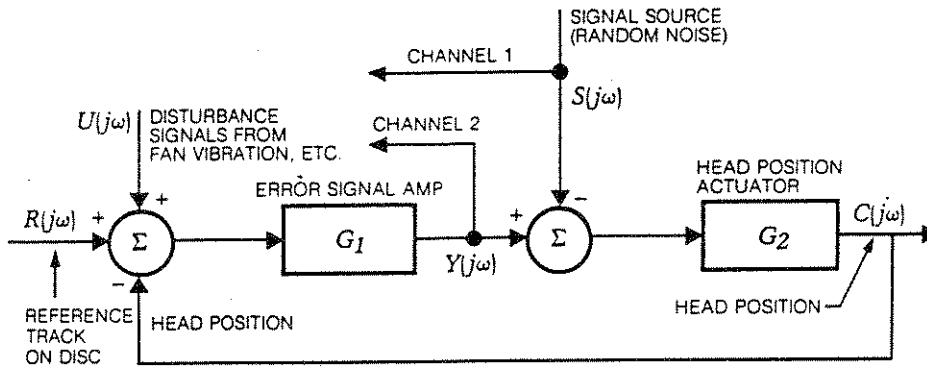 SIGNAL SOURCE
(RANDOM NOISE)
CHANNEL 1
S(jω)
U(jω)
DISTURBANCE
SIGNALS FROM
FAN VIBRATION, ETC.
CHANNEL 2
HEAD POSITION
ACTUATOR
ERROR SIGNAL AMP
R(jω)
+
+
Σ
-
G1
+
-
Σ
Y(jω)
G2
C(jω)
REFERENCE
TRACK
ON DISC
HEAD POSITION
HEAD POSITION